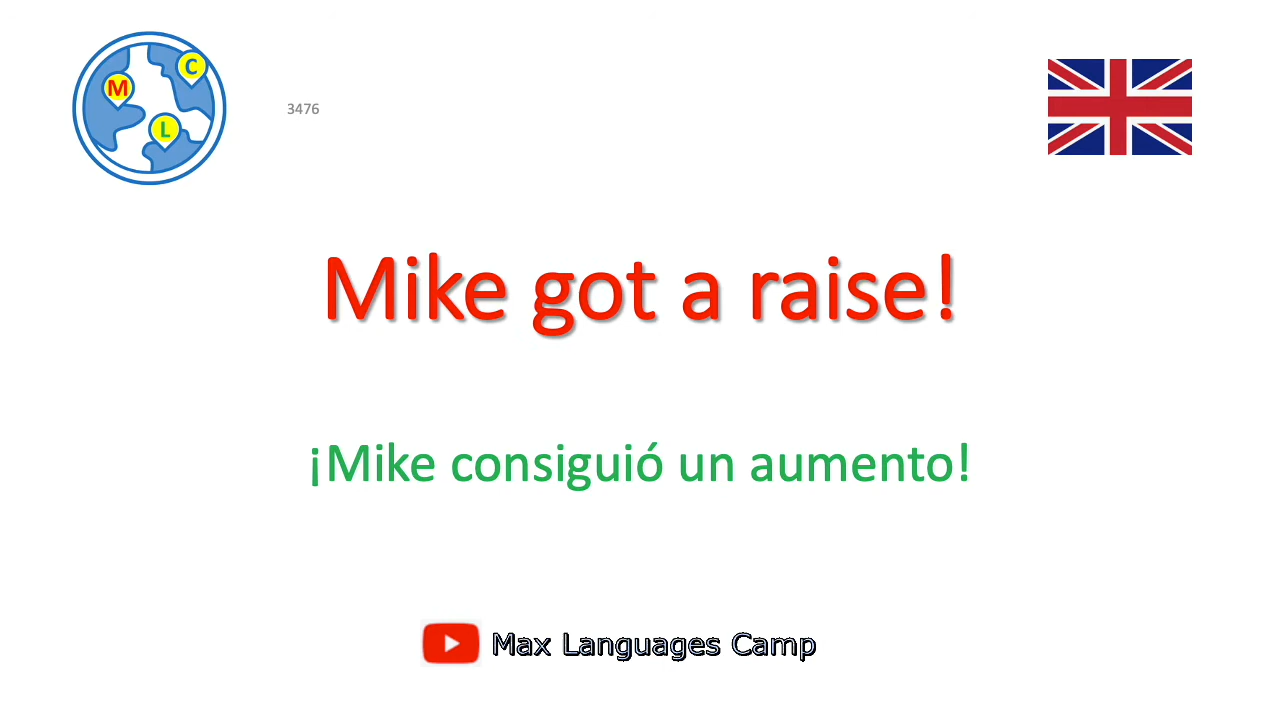 M
C
L
3476
Mike got a raise!
¡Mike consiguió un aumento!
Max Languages Camp